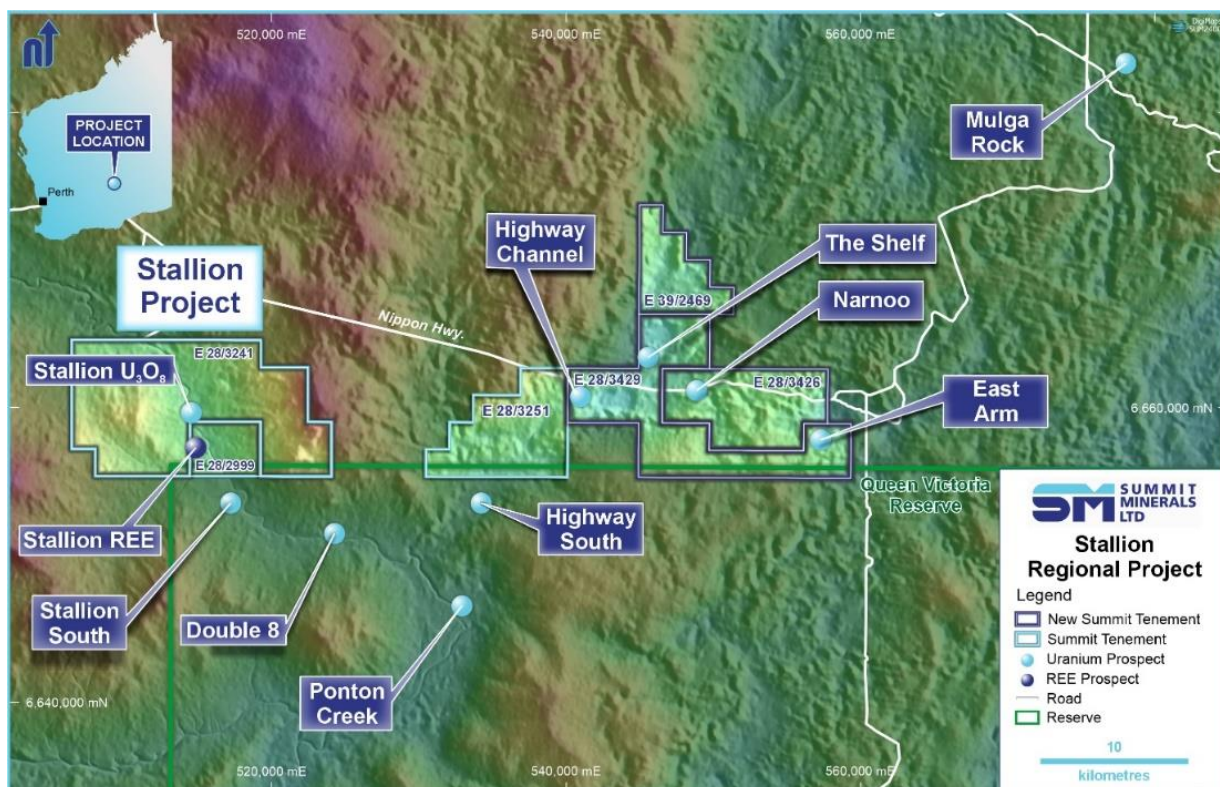 520,000 mE
540,000 mE
560,000 mE
DigiMaps
PROJECT
LOCATION
Perth
Mulga
Rock
Highway
Channel
The Shelf
Stallion
Project
E 39/2469
Narnoo
Nippon Hwy.
E 28/3241
Stallion U₃O₈
E 28/3429
E 28/3426
E 28/3251
East
Arm
6,660,000 mN
E 28/2999
Queen Victoria
Reserve
Stallion REE
Highway
South
Stallion
South
Double 8
Ponton
Creek
6,640,000 mN
520,000 mE
540,000 mE
560,000 mE
SM SUMMIT
MINERALS
LTD
Stallion
Regional Project
Legend
New Summit Tenement
Summit Tenement
Uranium Prospect
REE Prospect
Road
Reserve
10
kilometres